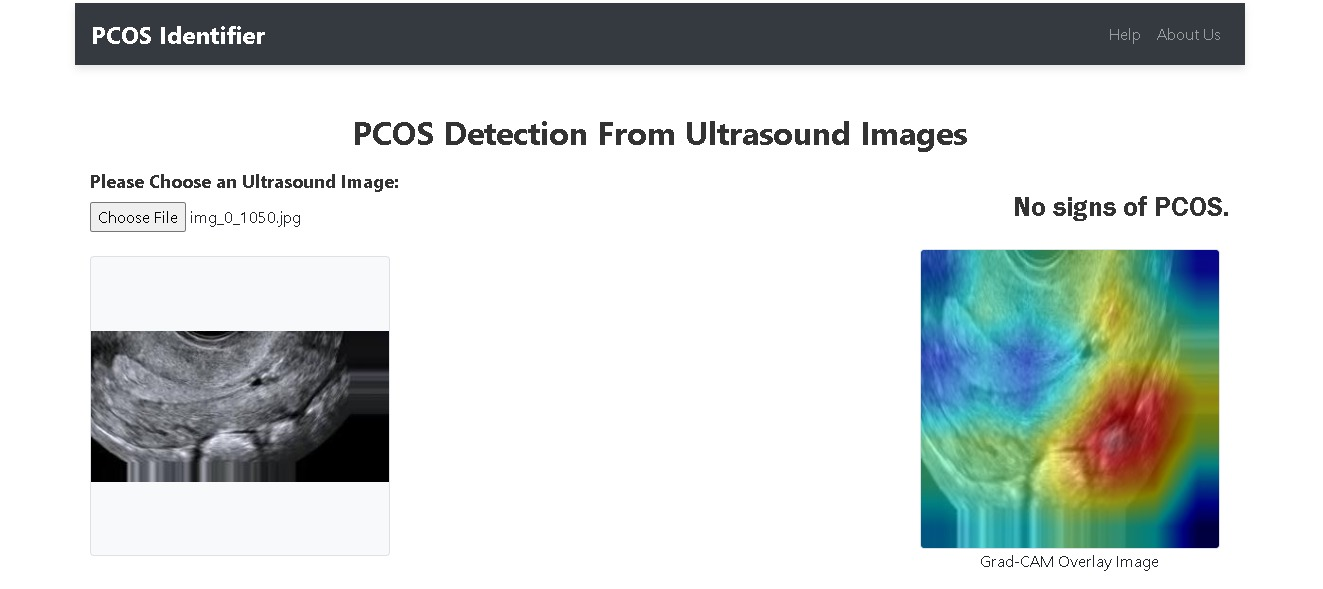 PCOS Identifier
Help
About Us
PCOS Detection From Ultrasound Images
Please Choose an Ultrasound Image:
Choose File img_0_1050.jpg
No signs of PCOS.
Grad-CAM Overlay Image